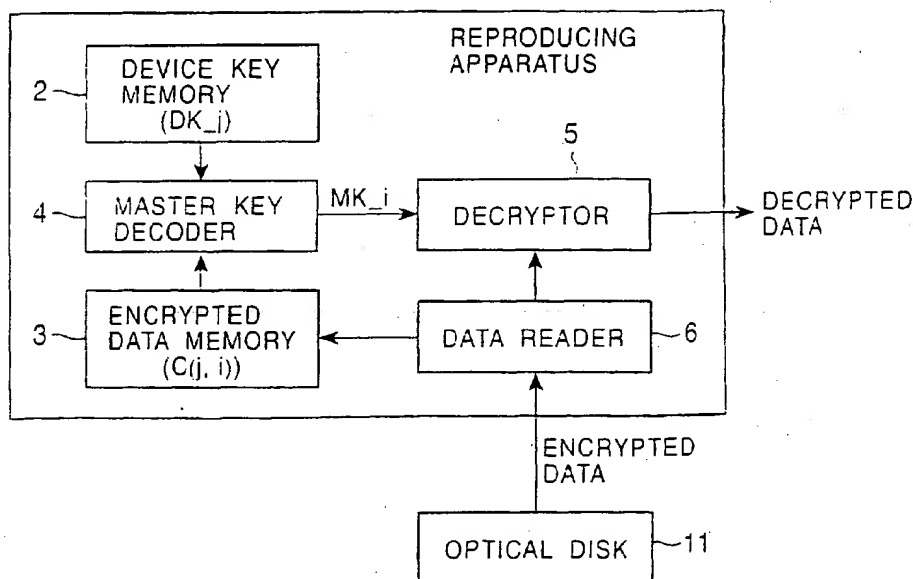 REPRODUCING
APPARATUS
2
DEVICE KEY
MEMORY
(DK_j)
5
4
MASTER KEY
DECODER
MK_i
DECRYPTOR
DECRYPTED
DATA
3
ENCRYPTED
DATA MEMORY
(C(j, i))
DATA READER
6
ENCRYPTED
DATA
OPTICAL DISK
11